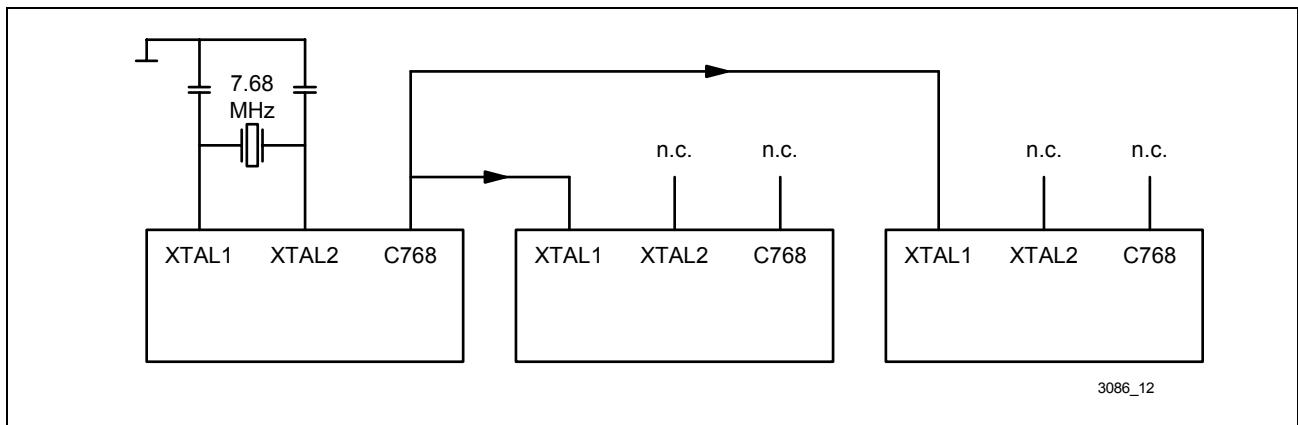 7.68
MHz
n.c. n.c. n.c. n.c.
XTAL1 XTAL2 C768 XTAL1 XTAL2 C768 XTAL1 XTAL2 C768
3086_12